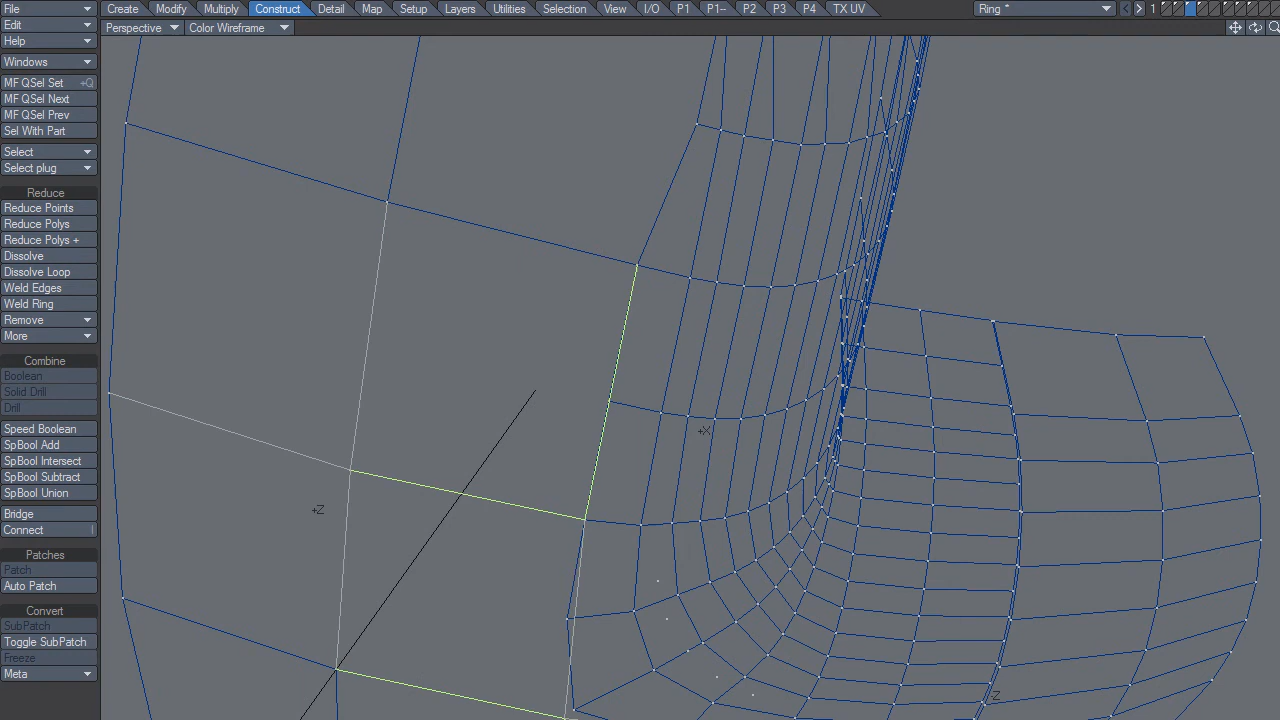 File Create Modify Multiply Construct Detail Map Setup Layers Utilities Selection View I/O P1 P1-- P2 P3 P4 TX UV Ring * 1
Edit Perspective Color Wireframe
Help
Windows
MF QSel Set +Q
MF QSel Next
MF QSel Prev
Sel With Part
Select
Select plug
Reduce
Reduce Points
Reduce Polys
Reduce Polys +
Dissolve
Dissolve Loop
Weld Edges
Weld Ring
Remove
More
Combine
Boolean
Solid Drill
Drill
Speed Boolean
SpBool Add
SpBool Intersect
SpBool Subtract
SpBool Union
Bridge
Connect l
Patches
Patch
Auto Patch
Convert
SubPatch
Toggle SubPatch
Freeze
Meta
+X
+Z
-Z